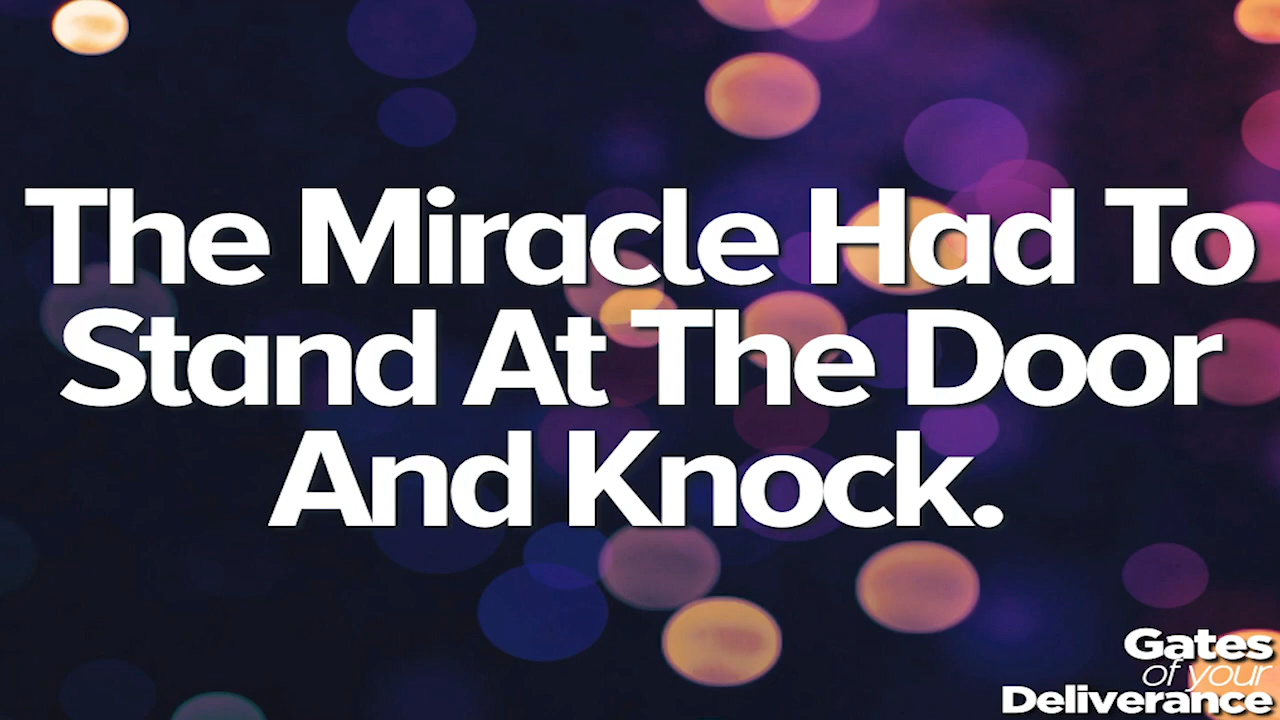 The Miracle Had To
Stand At The Door
And Knock.
Gates
of your
Deliverance